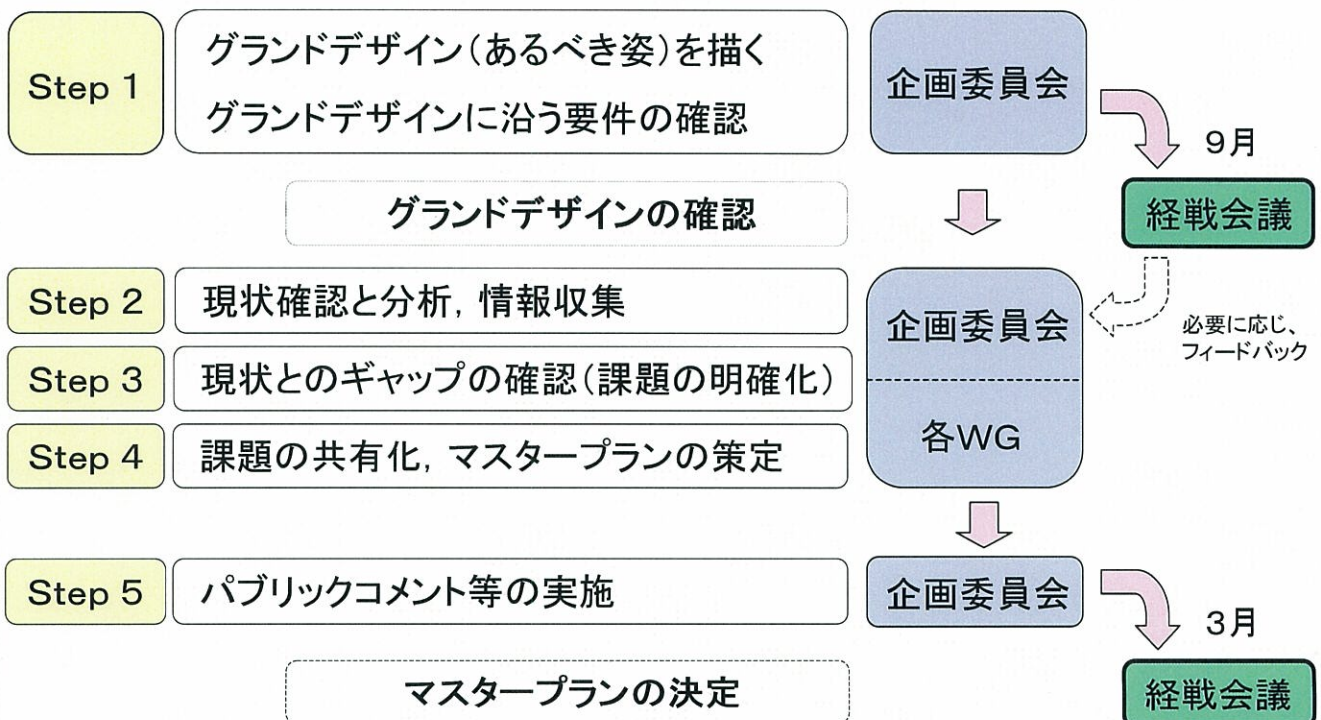 Step 1
グランドデザイン(あるべき姿)を描く
グランドデザインに沿う要件の確認
企画委員会
9月
グランドデザインの確認
経戦会議
Step 2
現状確認と分析, 情報収集
企画委員会
必要に応じ、
フィードバック
Step 3
現状とのギャップの確認(課題の明確化)
Step 4
課題の共有化, マスタープランの策定
各WG
Step 5
パブリックコメント等の実施
企画委員会
3月
マスタープランの決定
経戦会議